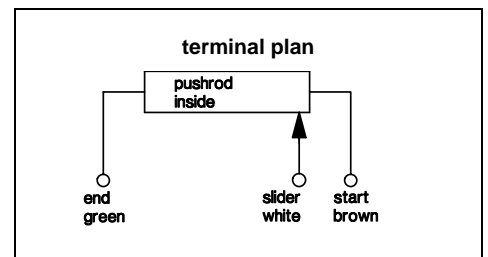 terminal plan
pushrod
inside
end
green
slider
white
start
brown